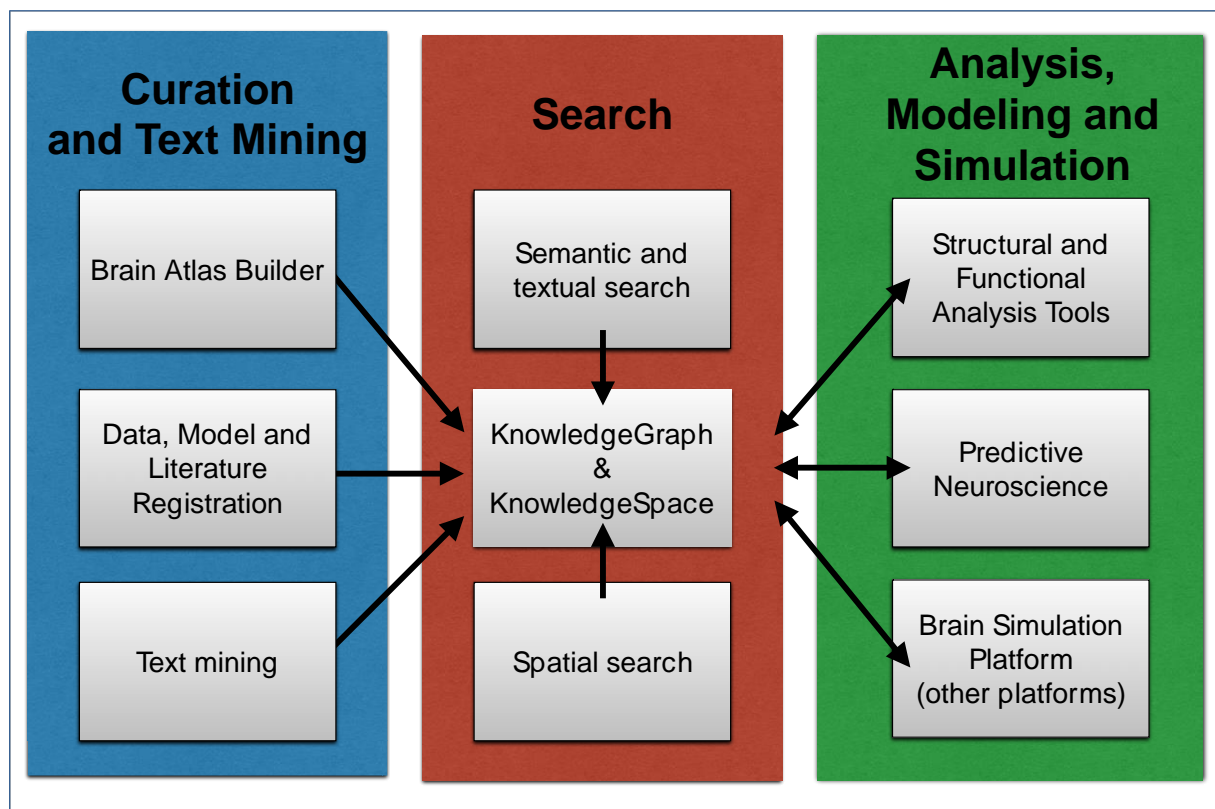 Curation
and Text Mining
Brain Atlas Builder
Data, Model and
Literature
Registration
Text mining
Search
Semantic and
textual search
KnowledgeGraph
&
KnowledgeSpace
Spatial search
Analysis,
Modeling and
Simulation
Structural and
Functional
Analysis Tools
Predictive
Neuroscience
Brain Simulation
Platform
(other platforms)